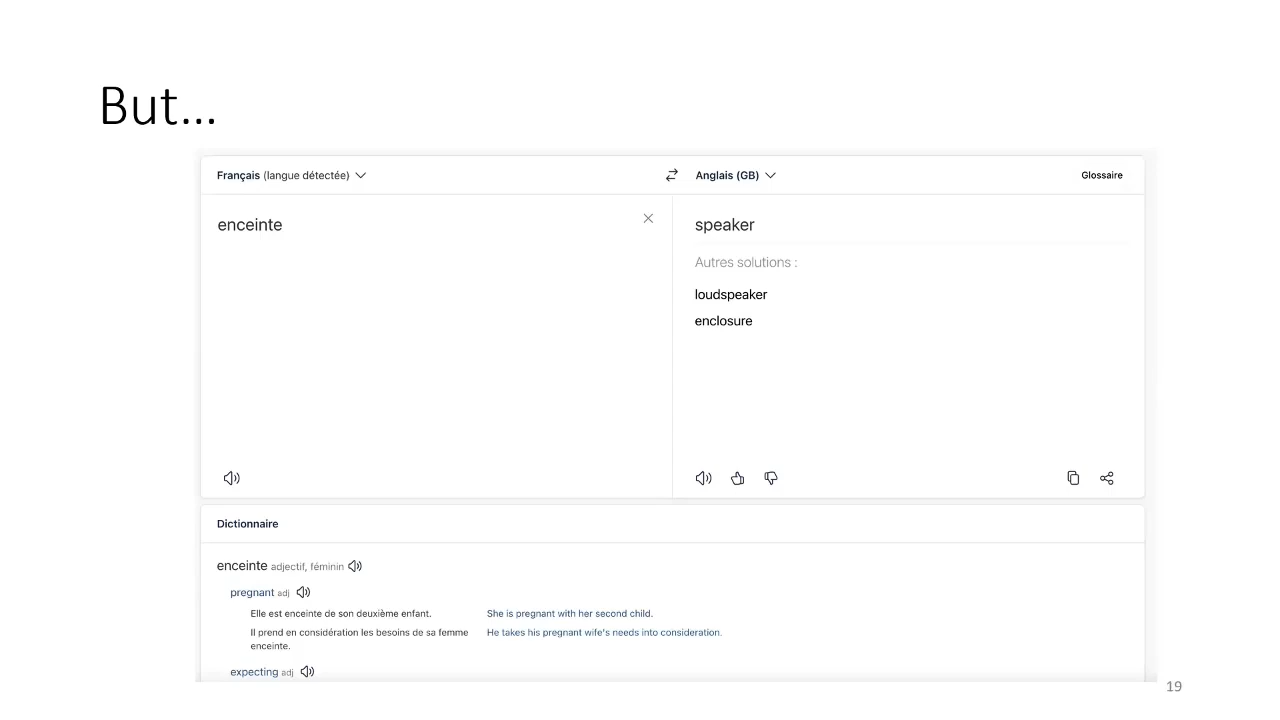 But...
Français (langue détectée)
Anglais (GB)
Glossaire
enceinte
speaker
Autres solutions :
loudspeaker
enclosure
Dictionnaire
enceinte adjectif, féminin
pregnant adj
Elle est enceinte de son deuxième enfant.
She is pregnant with her second child.
Il prend en considération les besoins de sa femme
enceinte.
He takes his pregnant wife's needs into consideration.
expecting adj
19